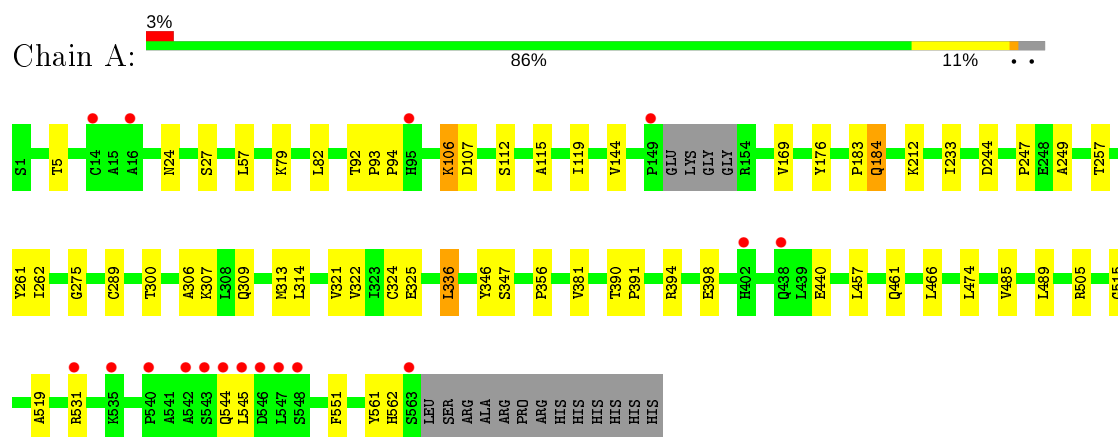 3%
Chain A:
86% 11% • •
S1 T5 C14 A15 A16 N24 S27 L57 K79 L82 T92 P93 P94 H95 K106 D107 S112 A115 I119 V144 P149 GLU LYS GLY GLY R154 V169 Y176 P183 Q184 K212 I233 D244 P247 E248 A249 T257
Y261 I262 G275 C289 T300 A306 K307 L308 Q309 M313 L314 V321 V322 I323 C324 E325 L336 Y346 S347 P356 V381 T390 P391 R394 E398 H402 Q438 L439 E440 L457 Q461 L466 L474 V485 L489 R505
A519 R531 K535 P540 A541 A542 S543 Q544 L545 D546 L547 S548 F551 Y561 H562 S563 LEU SER ARG ALA ARG PRO ARG HIS HIS HIS HIS HIS HIS